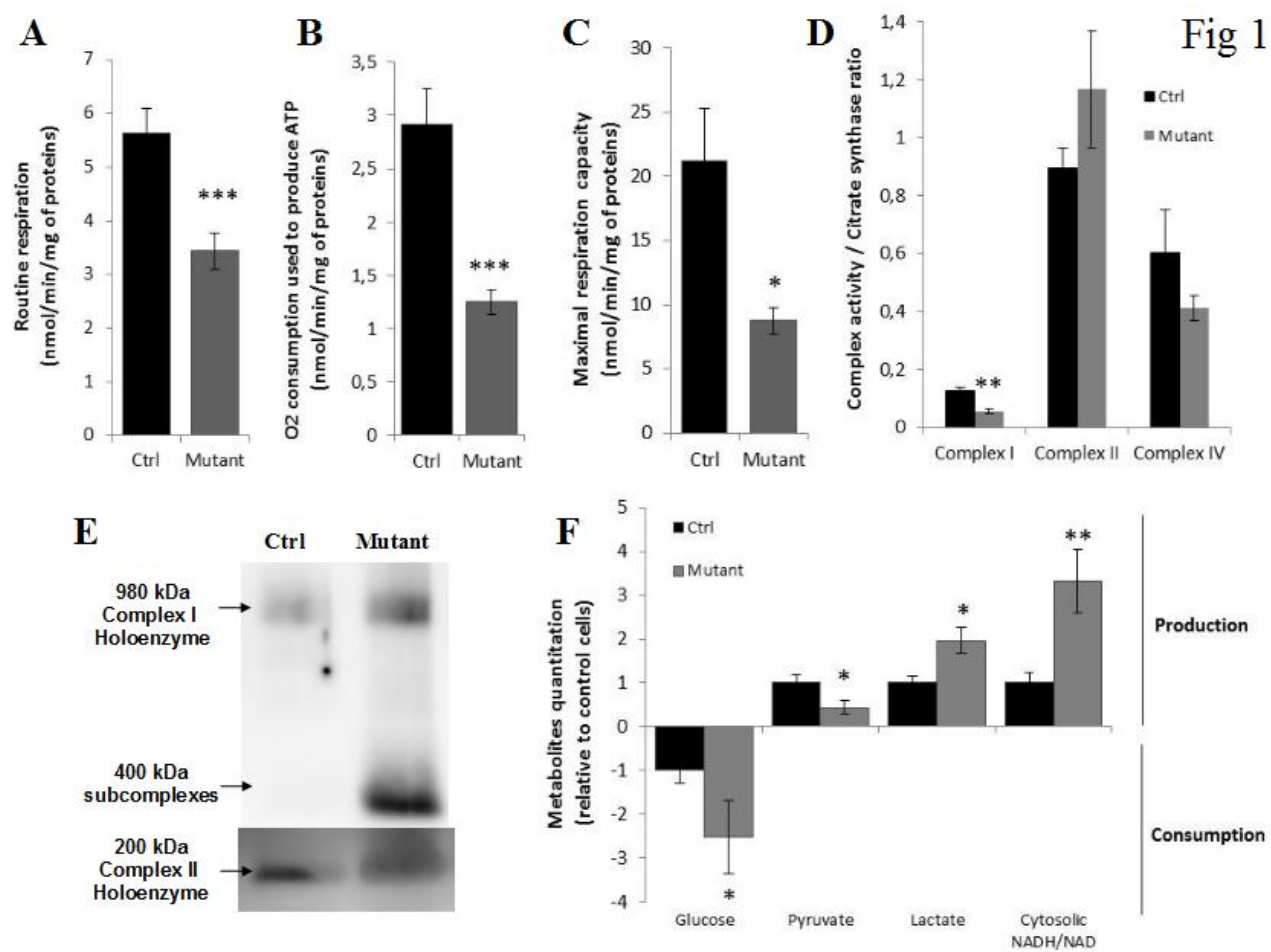 Fig 1
A
Routine respiration
(nmol/min/mg of proteins)
7
6
5
4
3
2
1
0
***
Ctrl Mutant
B
O2 consumption used to produce ATP
(nmol/min/mg of proteins)
3,5
3
2,5
2
1,5
1
0,5
0
***
Ctrl Mutant
C
Maximal respiration capacity
(nmol/min/mg of proteins)
30
25
20
15
10
5
0
*
Ctrl Mutant
D
Complex activity / Citrate synthase ratio
1,4
1,2
1
0,8
0,6
0,4
0,2
0
Ctrl
Mutant
**
Complex I Complex II Complex IV
E
Ctrl Mutant
980 kDa
Complex I
Holoenzyme
400 kDa
subcomplexes
200 kDa
Complex II
Holoenzyme
F
Metabolites quantitation
(relative to control cells)
5
4
3
2
1
0
-1
-2
-3
-4
Ctrl
Mutant
*
*
*
**
Glucose Pyruvate Lactate Cytosolic
NADH/NAD
Production
Consumption